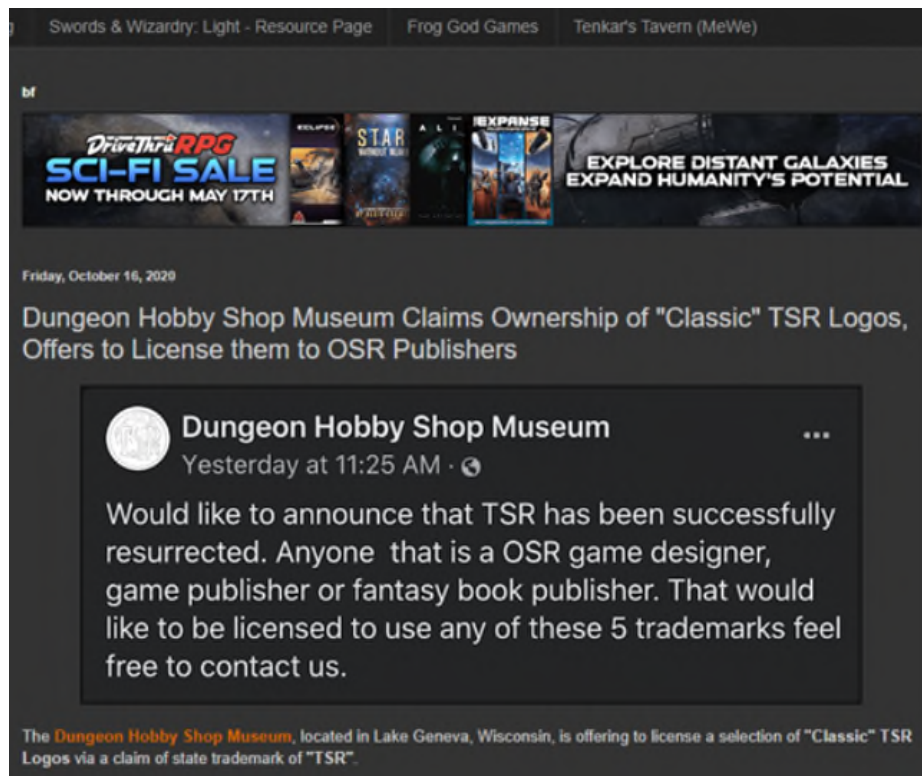 Swords & Wizardry: Light - Resource Page Frog God Games Tenkar's Tavern (MeWe)
bf
DriveThru RPG
SCI-FI SALE
NOW THROUGH MAY 17TH
ECLIPSE
STAR
ALI
EXPANSE
EXPLORE DISTANT GALAXIES
EXPAND HUMANITY'S POTENTIAL
Friday, October 16, 2020
Dungeon Hobby Shop Museum Claims Ownership of "Classic" TSR Logos,
Offers to License them to OSR Publishers
TSR
Dungeon Hobby Shop Museum
Yesterday at 11:25 AM ·
Would like to announce that TSR has been successfully
resurrected. Anyone that is a OSR game designer,
game publisher or fantasy book publisher. That would
like to be licensed to use any of these 5 trademarks feel
free to contact us.
The Dungeon Hobby Shop Museum, located in Lake Geneva, Wisconsin, is offering to license a selection of "Classic" TSR
Logos via a claim of state trademark of "TSR".